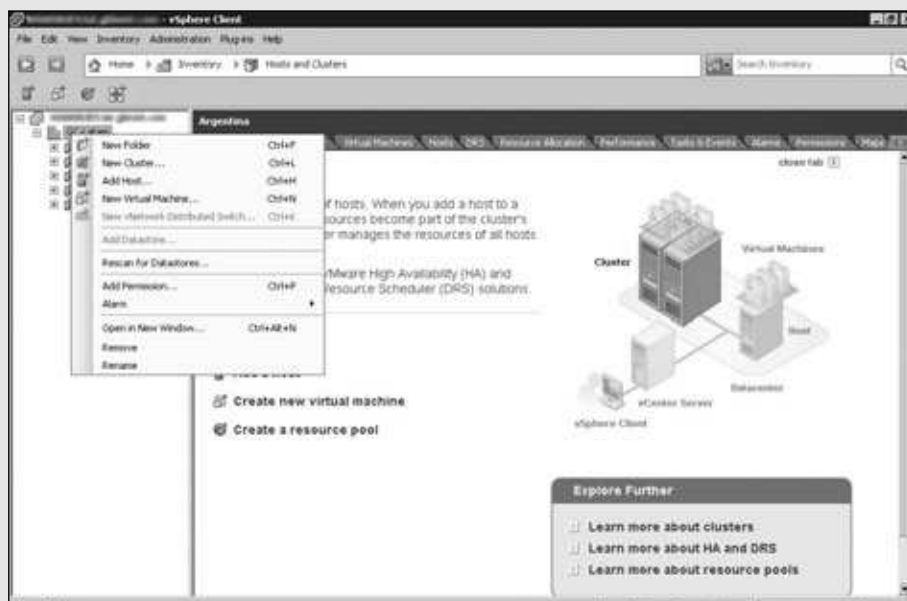 - vSphere Client
File Edit View Inventory Administration Plug-ins Help
Home Inventory Hosts and Clusters
Search Inventory
Argentina
Virtual Machines Hosts DRS Resource Allocation Performance Tasks & Events Alarms Permissions Maps
close tab
New Folder Ctrl+F
New Cluster... Ctrl+L
Add Host... Ctrl+H
New Virtual Machine... Ctrl+N
New vNetwork Distributed Switch... Ctrl+K
Add Datastore...
Rescan for Datastores...
Add Permission... Ctrl+P
Alarm
Open in New Window... Ctrl+Alt+N
Remove
Rename
of hosts. When you add a host to a
sources become part of the cluster's
er manages the resources of all hosts
VMware High Availability (HA) and
Resource Scheduler (DRS) solutions.
Create new virtual machine
Create a resource pool
Cluster
Virtual Machines
Host
Datacenter
vCenter Server
vSphere Client
Explore Further
Learn more about clusters
Learn more about HA and DRS
Learn more about resource pools